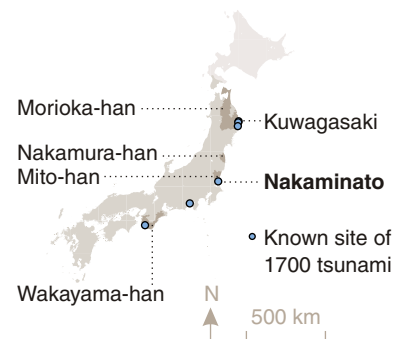 Morioka-han
Kuwagasaki
Nakamura-han
Mito-han
Nakaminato
Known site of
1700 tsunami
Wakayama-han
N
500 km